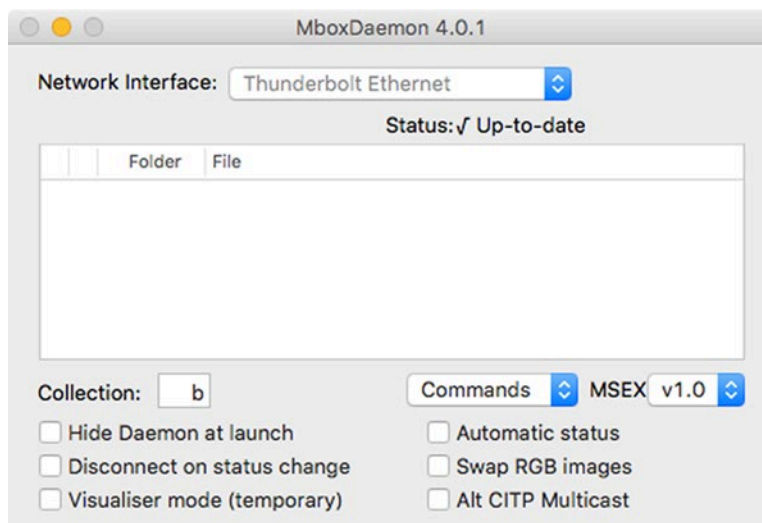 MboxDaemon 4.0.1
Network Interface: Thunderbolt Ethernet
Status:√ Up-to-date
Folder File
Collection: b Commands MSEX v1.0
Hide Daemon at launch Automatic status
Disconnect on status change Swap RGB images
Visualiser mode (temporary) Alt CITP Multicast